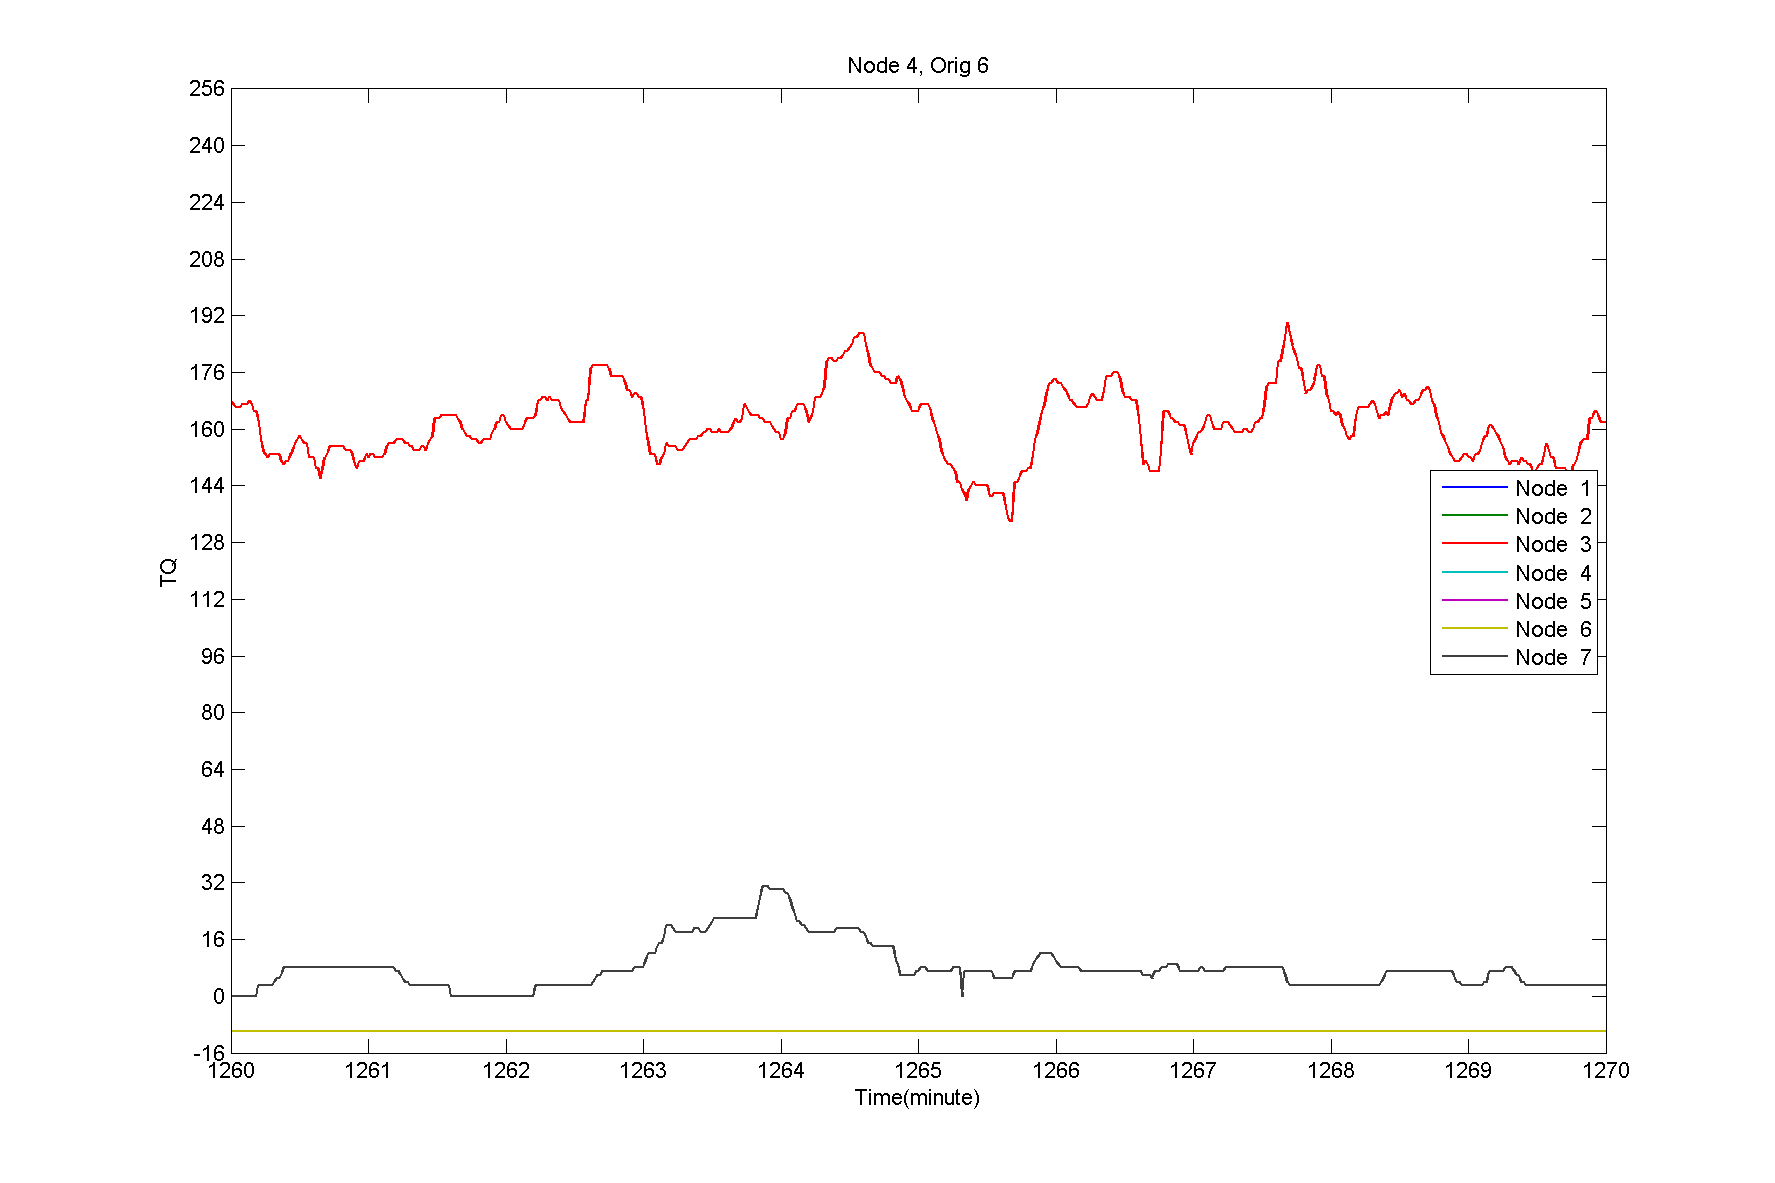 Node 4, Orig 6
256
240
224
208
192
176
160
144
128
112
96
80
64
48
32
16
0
-16
TQ
Node 1
Node 2
Node 3
Node 4
Node 5
Node 6
Node 7
1260 1261 1262 1263 1264 1265 1266 1267 1268 1269 1270
Time(minute)